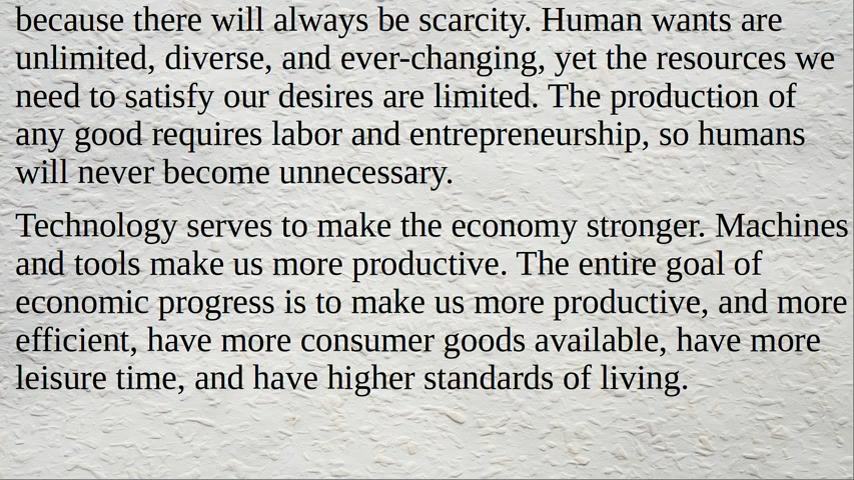 because there will always be scarcity. Human wants are
unlimited, diverse, and ever-changing, yet the resources we
need to satisfy our desires are limited. The production of
any good requires labor and entrepreneurship, so humans
will never become unnecessary.
Technology serves to make the economy stronger. Machines
and tools make us more productive. The entire goal of
economic progress is to make us more productive, and more
efficient, have more consumer goods available, have more
leisure time, and have higher standards of living.